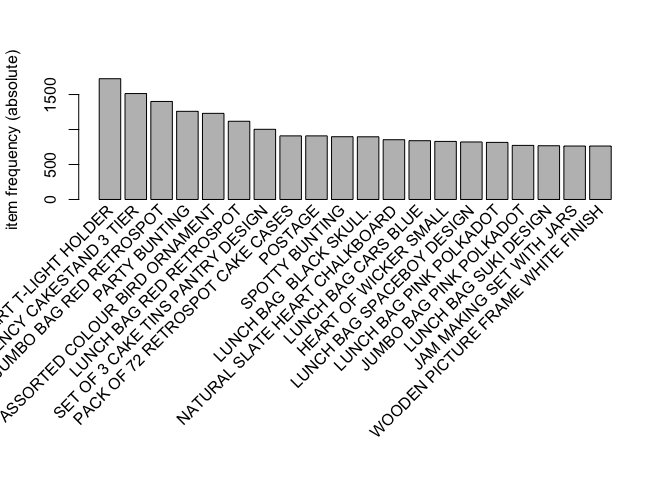 item frequency (absolute)
1500
500
0
T-LIGHT HOLDER
CAKESTAND 3 TIER
JUMBO BAG RED RETROSPOT
PARTY BUNTING
ASSORTED COLOUR BIRD ORNAMENT
LUNCH BAG RED RETROSPOT
SET OF 3 CAKE TINS PANTRY DESIGN
PACK OF 72 RETROSPOT CAKE CASES
POSTAGE
SPOTTY BUNTING
LUNCH BAG  BLACK SKULL.
NATURAL SLATE HEART CHALKBOARD
LUNCH BAG CARS BLUE
HEART OF WICKER SMALL
LUNCH BAG SPACEBOY DESIGN
LUNCH BAG PINK POLKADOT
JUMBO BAG PINK POLKADOT
LUNCH BAG SUKI DESIGN
JAM MAKING SET WITH JARS
WOODEN PICTURE FRAME WHITE FINISH